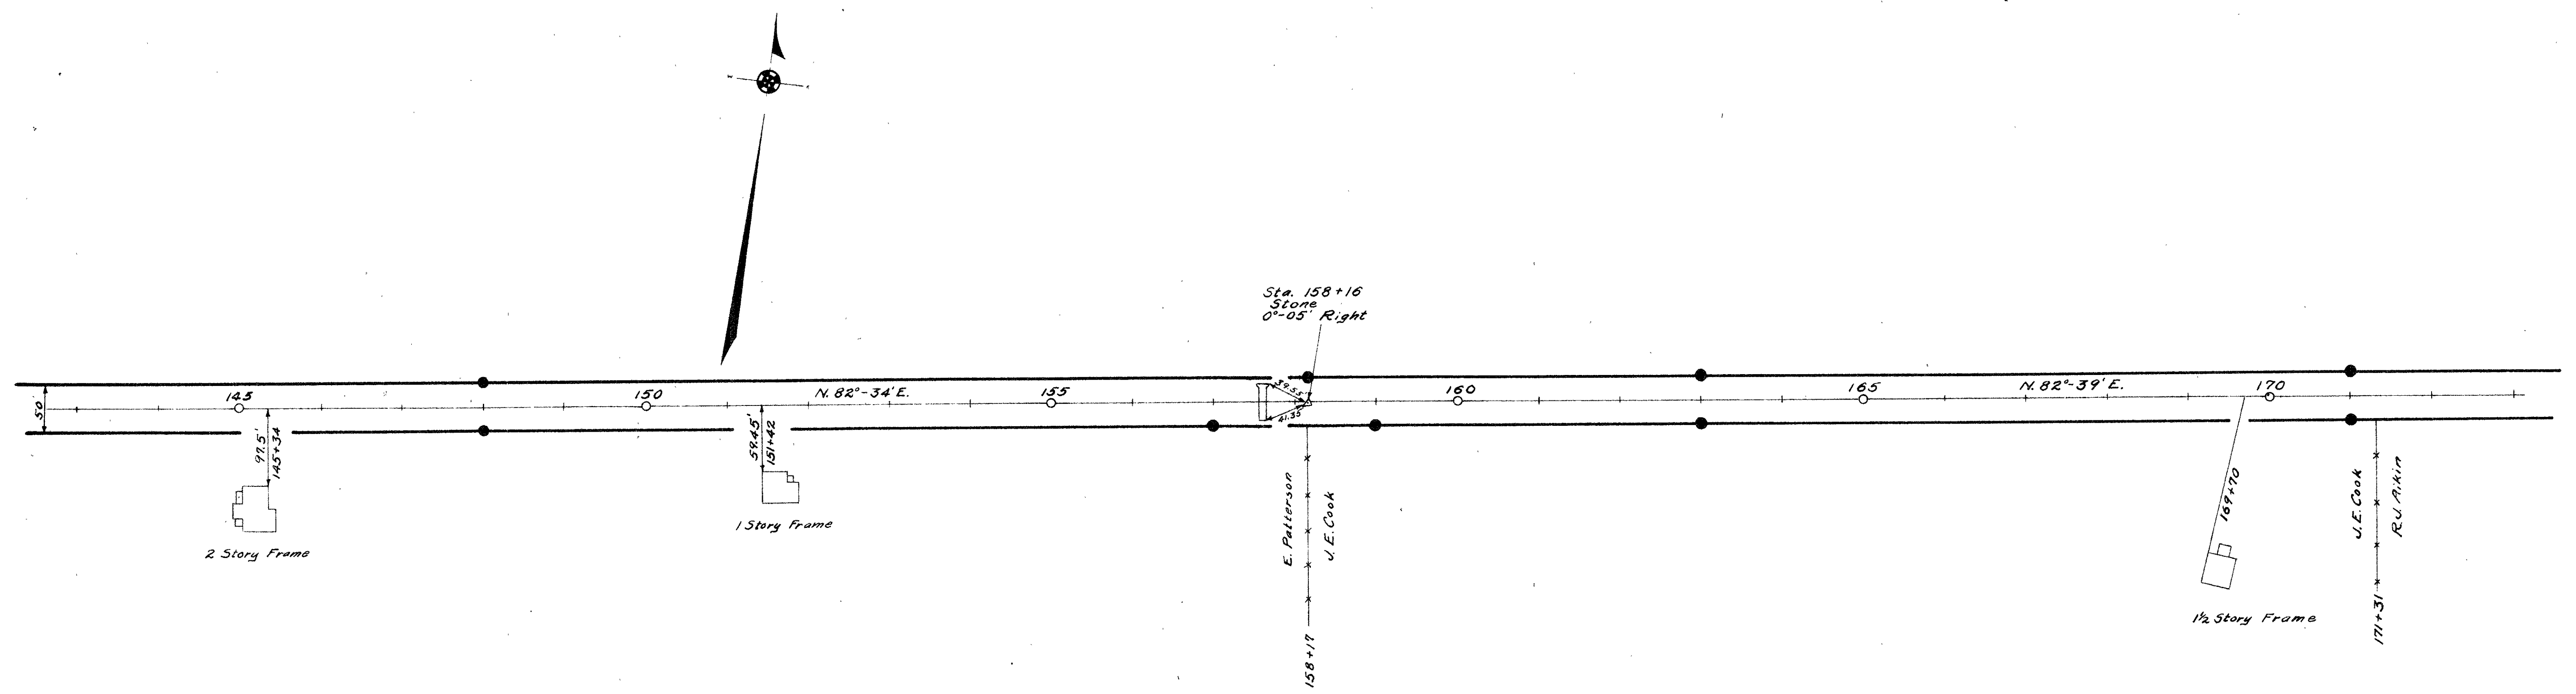 Sta. 158+16
Stone
0°-05' Right
50
145
150
N. 82°-34' E.
155
39.55
41.35
160
165
N. 82°-39' E.
170
97.5'
145+34
2 Story Frame
59.45'
151+42
1 Story Frame
E. Patterson
J. E. Cook
158+17
169+70
1½ Story Frame
J. E. Cook
R. J. Aikin
171+31